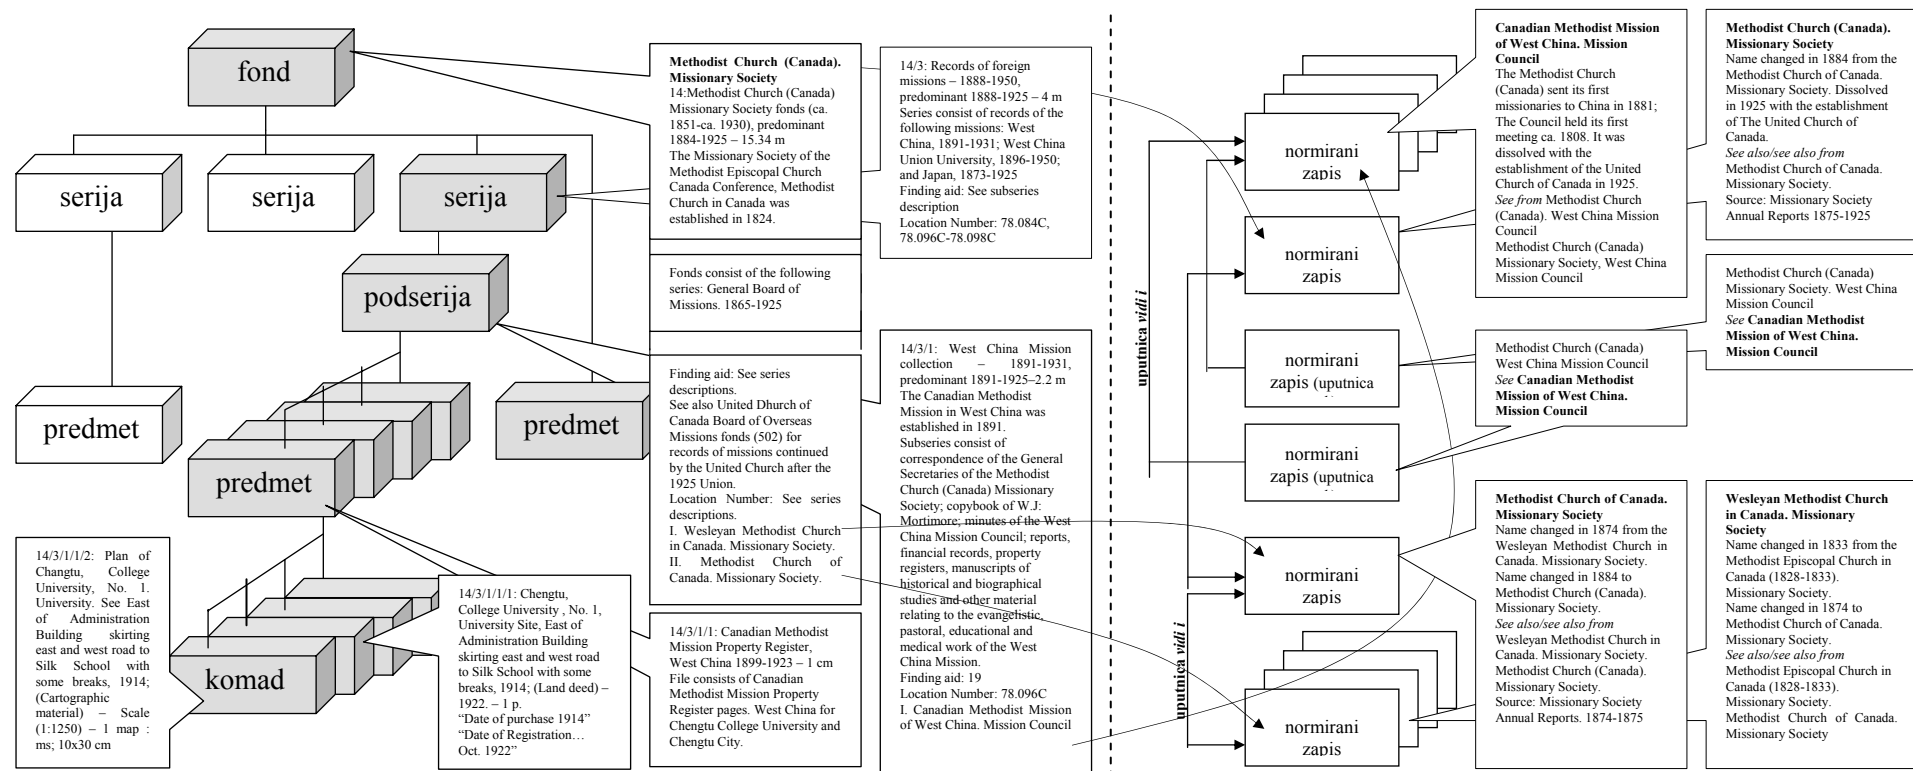 fond
serija
serija
serija
podserija
predmet
predmet
predmet
komad
14/3/1/1/2: Plan of
Changtu, College
University, No. 1.
University. See East
of Administration
Building skirting
east and west road to
Silk School with
some breaks, 1914;
(Cartographic
material) – Scale
(1:1250) – 1 map :
ms; 10x30 cm
14/3/1/1/1: Chengtu,
College University , No. 1,
University Site, East of
Administration Building
skirting east and west road
to Silk School with some
breaks, 1914; (Land deed) –
1922. – 1 p.
“Date of purchase 1914”
“Date of Registration…
Oct. 1922”
Methodist Church (Canada).
Missionary Society
14:Methodist Church (Canada)
Missionary Society fonds (ca.
1851-ca. 1930), predominant
1884-1925 – 15.34 m
The Missionary Society of the
Methodist Episcopal Church
Canada Conference, Methodist
Church in Canada was
established in 1824.
Fonds consist of the following
series: General Board of
Missions. 1865-1925
Finding aid: See series
descriptions.
See also United Dhurch of
Canada Board of Overseas
Missions fonds (502) for
records of missions continued
by the United Church after the
1925 Union.
Location Number: See series
descriptions.
I. Wesleyan Methodist Church
in Canada. Missionary Society.
II. Methodist Church of
Canada. Missionary Society.
14/3/1/1: Canadian Methodist
Mission Property Register,
West China 1899-1923 – 1 cm
File consists of Canadian
Methodist Mission Property
Register pages. West China for
Chengtu College University and
Chengtu City.
14/3: Records of foreign
missions – 1888-1950,
predominant 1888-1925 – 4 m
Series consist of records of the
following missions: West
China, 1891-1931; West China
Union University, 1896-1950;
and Japan, 1873-1925
Finding aid: See subseries
description
Location Number: 78.084C,
78.096C-78.098C
14/3/1: West China Mission
collection – 1891-1931,
predominant 1891-1925–2.2 m
The Canadian Methodist
Mission in West China was
established in 1891.
Subseries consist of
correspondence of the General
Secretaries of the Methodist
Church (Canada) Missionary
Society; copybook of W.J:
Mortimore; minutes of the West
China Mission Council; reports,
financial records, property
registers, manuscripts of
historical and biographical
studies and other material
relating to the evangelistic,
pastoral, educational and
medical work of the West
China Mission.
Finding aid: 19
Location Number: 78.096C
I. Canadian Methodist Mission
of West China. Mission Council
uputnica vidi i
uputnica vidi i
normirani
zapis
normirani
zapis
normirani
zapis (uputnica
normirani
zapis (uputnica
normirani
zapis
normirani
zapis
Canadian Methodist Mission
of West China. Mission
Council
The Methodist Church
(Canada) sent its first
missionaries to China in 1881;
The Council held its first
meeting ca. 1808. It was
dissolved with the
establishment of the United
Church of Canada in 1925.
See from Methodist Church
(Canada). West China Mission
Council
Methodist Church (Canada)
Missionary Society, West China
Mission Council
Methodist Church (Canada).
Missionary Society
Name changed in 1884 from the
Methodist Church of Canada.
Missionary Society. Dissolved
in 1925 with the establishment
of The United Church of
Canada.
See also/see also from
Methodist Church of Canada.
Missionary Society.
Source: Missionary Society
Annual Reports 1875-1925
Methodist Church (Canada)
Missionary Society. West China
Mission Council
See Canadian Methodist
Mission of West China.
Mission Council
Methodist Church (Canada)
West China Mission Council
See Canadian Methodist
Mission of West China.
Mission Council
Methodist Church of Canada.
Missionary Society
Name changed in 1874 from the
Wesleyan Methodist Church in
Canada. Missionary Society.
Name changed in 1884 to
Methodist Church (Canada).
Missionary Society.
See also/see also from
Wesleyan Methodist Church in
Canada. Missionary Society.
Methodist Church (Canada).
Missionary Society.
Source: Missionary Society
Annual Reports. 1874-1875
Wesleyan Methodist Church
in Canada. Missionary
Society
Name changed in 1833 from the
Methodist Episcopal Church in
Canada (1828-1833).
Missionary Society.
Name changed in 1874 to
Methodist Church of Canada.
Missionary Society.
See also/see also from
Methodist Episcopal Church in
Canada (1828-1833).
Missionary Society.
Methodist Church of Canada.
Missionary Society